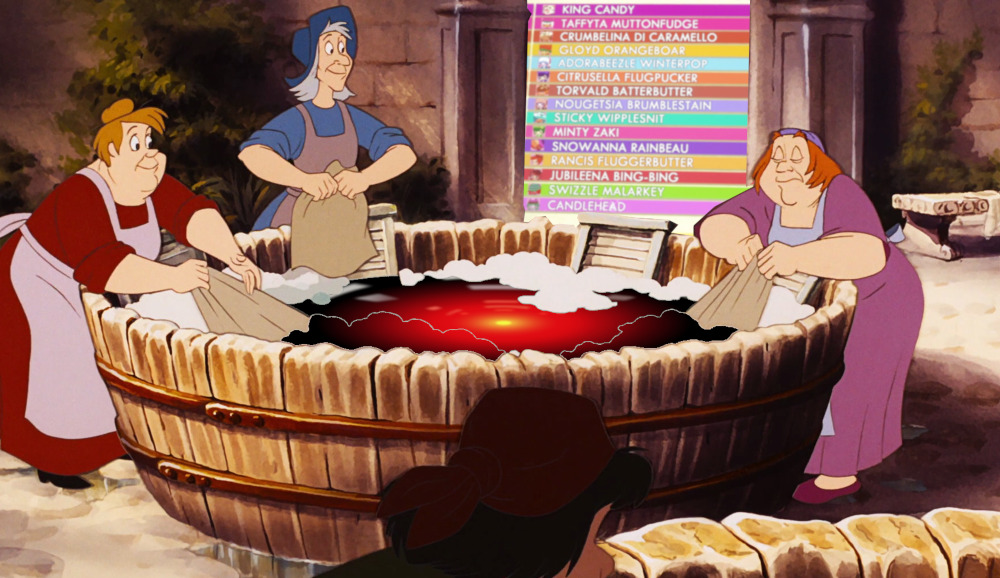 KING CANDY
TAFFYTA MUTTONFUDGE
CRUMBELINA DI CARAMELLO
GLOYD ORANGEBOAR
ADORABEEZLE WINTERPOP
CITRUSELLA FLUGPUCKER
TORVALD BATTERBUTTER
NOUGETSIA BRUMBLESTAIN
STICKY WIPPLESNIT
MINTY ZAKI
SNOWANNA RAINBEAU
RANCIS FLUGGERBUTTER
JUBILEENA BING-BING
SWIZZLE MALARKEY
CANDLEHEAD